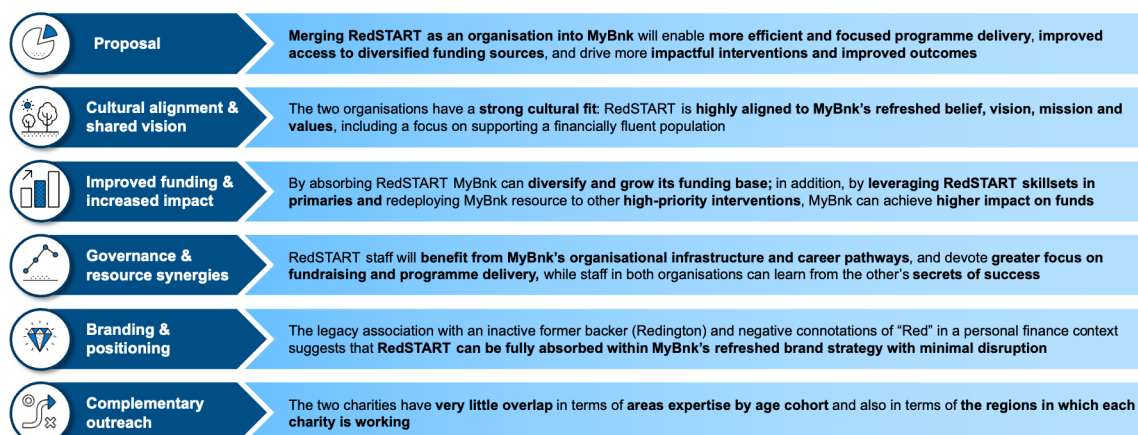 Proposal
Merging RedSTART as an organisation into MyBnk will enable more efficient and focused programme delivery, improved
access to diversified funding sources, and drive more impactful interventions and improved outcomes
Cultural alignment &
shared vision
The two organisations have a strong cultural fit: RedSTART is highly aligned to MyBnk's refreshed belief, vision, mission and
values, including a focus on supporting a financially fluent population
Improved funding &
increased impact
By absorbing RedSTART MyBnk can diversify and grow its funding base; in addition, by leveraging RedSTART skillsets in
primaries and redeploying MyBnk resource to other high-priority interventions, MyBnk can achieve higher impact on funds
Governance &
resource synergies
RedSTART staff will benefit from MyBnk's organisational infrastructure and career pathways, and devote greater focus on
fundraising and programme delivery, while staff in both organisations can learn from the other's secrets of success
Branding &
positioning
The legacy association with an inactive former backer (Redington) and negative connotations of "Red" in a personal finance context
suggests that RedSTART can be fully absorbed within MyBnk's refreshed brand strategy with minimal disruption
Complementary
outreach
The two charities have very little overlap in terms of areas expertise by age cohort and also in terms of the regions in which each
charity is working